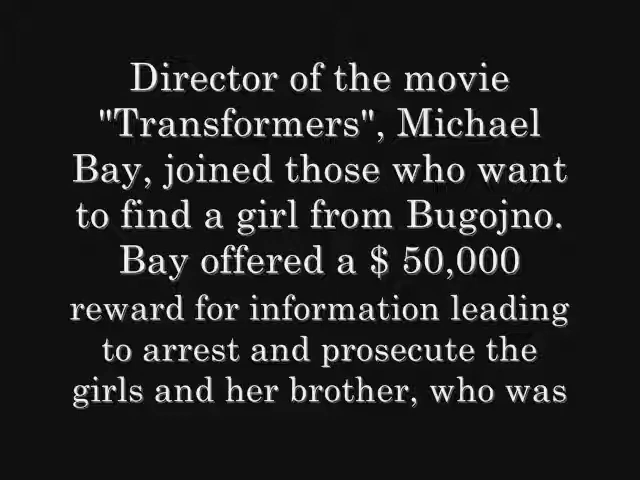 Director of the movie
"Transformers", Michael
Bay, joined those who want
to find a girl from Bugojno.
Bay offered a $ 50,000
reward for information leading
to arrest and prosecute the
girls and her brother, who was